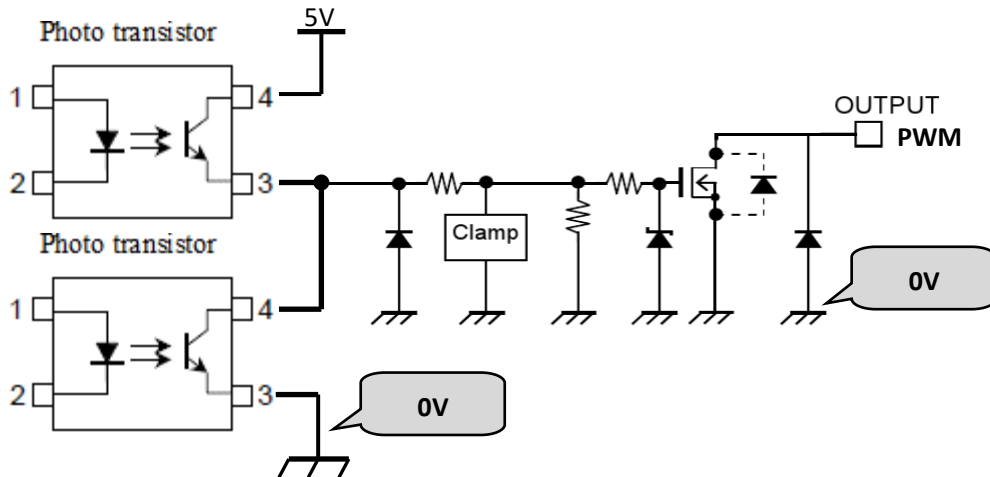 5V
Photo transistor
1
4
2
3
OUTPUT
PWM
Clamp
0V
Photo transistor
1
4
2
3
0V